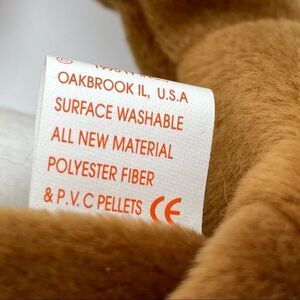 ©
OAKBROOK IL, U.S.A
SURFACE WASHABLE
ALL NEW MATERIAL
POLYESTER FIBER
& P.V.C PELLETS CE